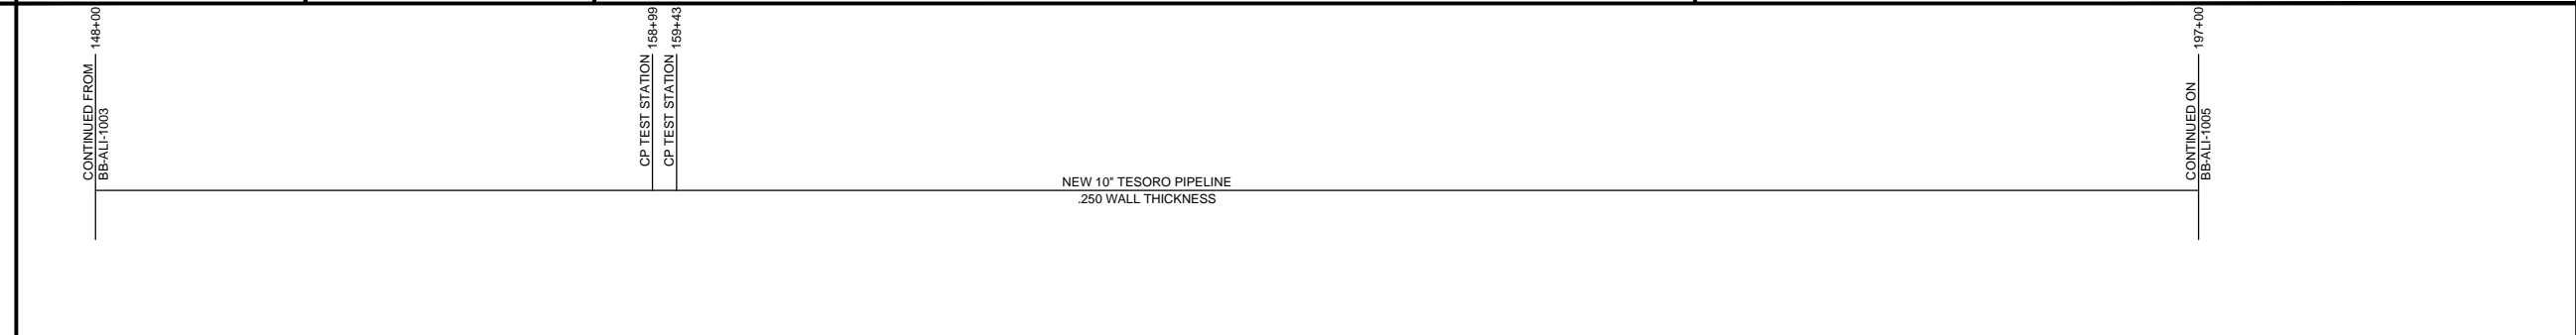 148+00
CONTINUED FROM
BB-ALI-1003
158+99
CP TEST STATION
159+43
CP TEST STATION
NEW 10" TESORO PIPELINE
.250 WALL THICKNESS
197+00
CONTINUED ON
BB-ALI-1005